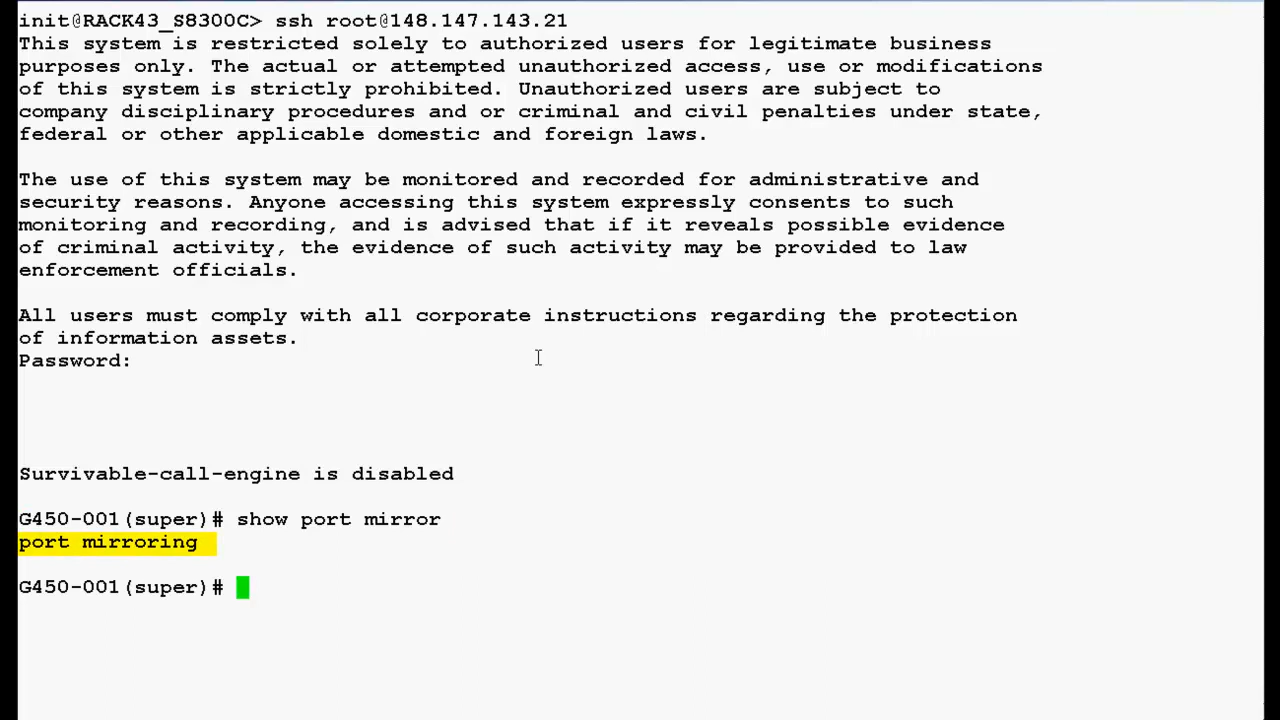 init@RACK43_S8300C> ssh root@148.147.143.21
This system is restricted solely to authorized users for legitimate business
purposes only. The actual or attempted unauthorized access, use or modifications
of this system is strictly prohibited. Unauthorized users are subject to
company disciplinary procedures and or criminal and civil penalties under state,
federal or other applicable domestic and foreign laws.
The use of this system may be monitored and recorded for administrative and
security reasons. Anyone accessing this system expressly consents to such
monitoring and recording, and is advised that if it reveals possible evidence
of criminal activity, the evidence of such activity may be provided to law
enforcement officials.
All users must comply with all corporate instructions regarding the protection
of information assets.
Password:
Survivable-call-engine is disabled
G450-001(super)# show port mirror
port mirroring
G450-001(super)#